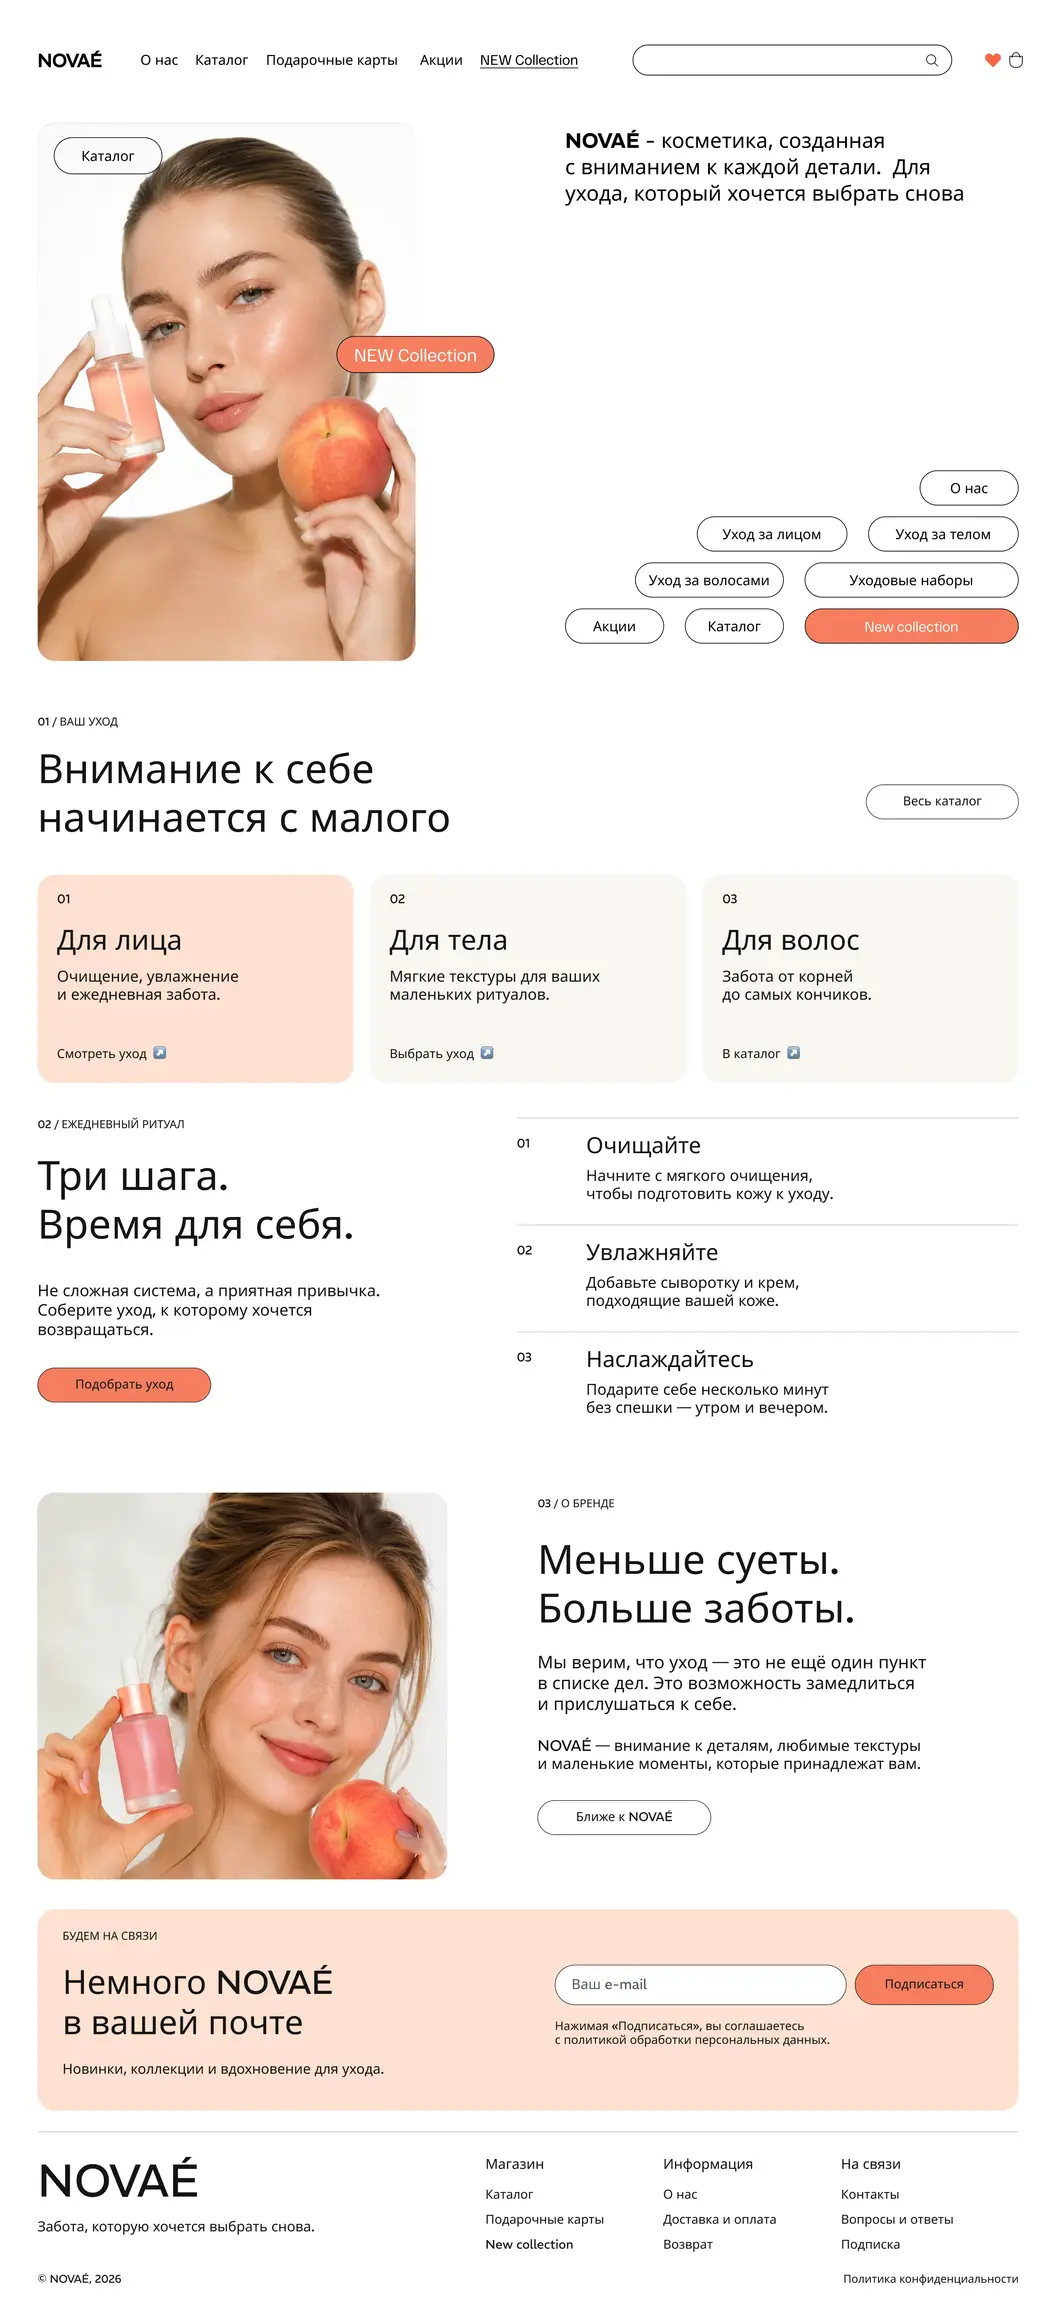 NOVAÉ
О нас
Каталог
Подарочные карты
Акции
NEW Collection
Каталог
NOVAÉ - косметика, созданная
с вниманием к каждой детали. Для
ухода, который хочется выбрать снова
NEW Collection
О нас
Уход за лицом
Уход за телом
Уход за волосами
Уходовые наборы
Акции
Каталог
New collection
01 / ВАШ УХОД
Внимание к себе
начинается с малого
Весь каталог
01
Для лица
Очищение, увлажнение
и ежедневная забота.
Смотреть уход ↗
02
Для тела
Мягкие текстуры для ваших
маленьких ритуалов.
Выбрать уход ↗
03
Для волос
Забота от корней
до самых кончиков.
В каталог ↗
02 / ЕЖЕДНЕВНЫЙ РИТУАЛ
Три шага.
Время для себя.
Не сложная система, а приятная привычка.
Соберите уход, к которому хочется
возвращаться.
Подобрать уход
01
Очищайте
Начните с мягкого очищения,
чтобы подготовить кожу к уходу.
02
Увлажняйте
Добавьте сыворотку и крем,
подходящие вашей коже.
03
Наслаждайтесь
Подарите себе несколько минут
без спешки — утром и вечером.
03 / О БРЕНДЕ
Меньше суеты.
Больше заботы.
Мы верим, что уход — это не ещё один пункт
в списке дел. Это возможность замедлиться
и прислушаться к себе.
NOVAÉ — внимание к деталям, любимые текстуры
и маленькие моменты, которые принадлежат вам.
Ближе к NOVAÉ
БУДЕМ НА СВЯЗИ
Немного NOVAÉ
в вашей почте
Новинки, коллекции и вдохновение для ухода.
Ваш e-mail
Подписаться
Нажимая «Подписаться», вы соглашаетесь
с политикой обработки персональных данных.
NOVAÉ
Забота, которую хочется выбрать снова.
Магазин
Каталог
Подарочные карты
New collection
Информация
О нас
Доставка и оплата
Возврат
На связи
Контакты
Вопросы и ответы
Подписка
© NOVAÉ, 2026
Политика конфиденциальности